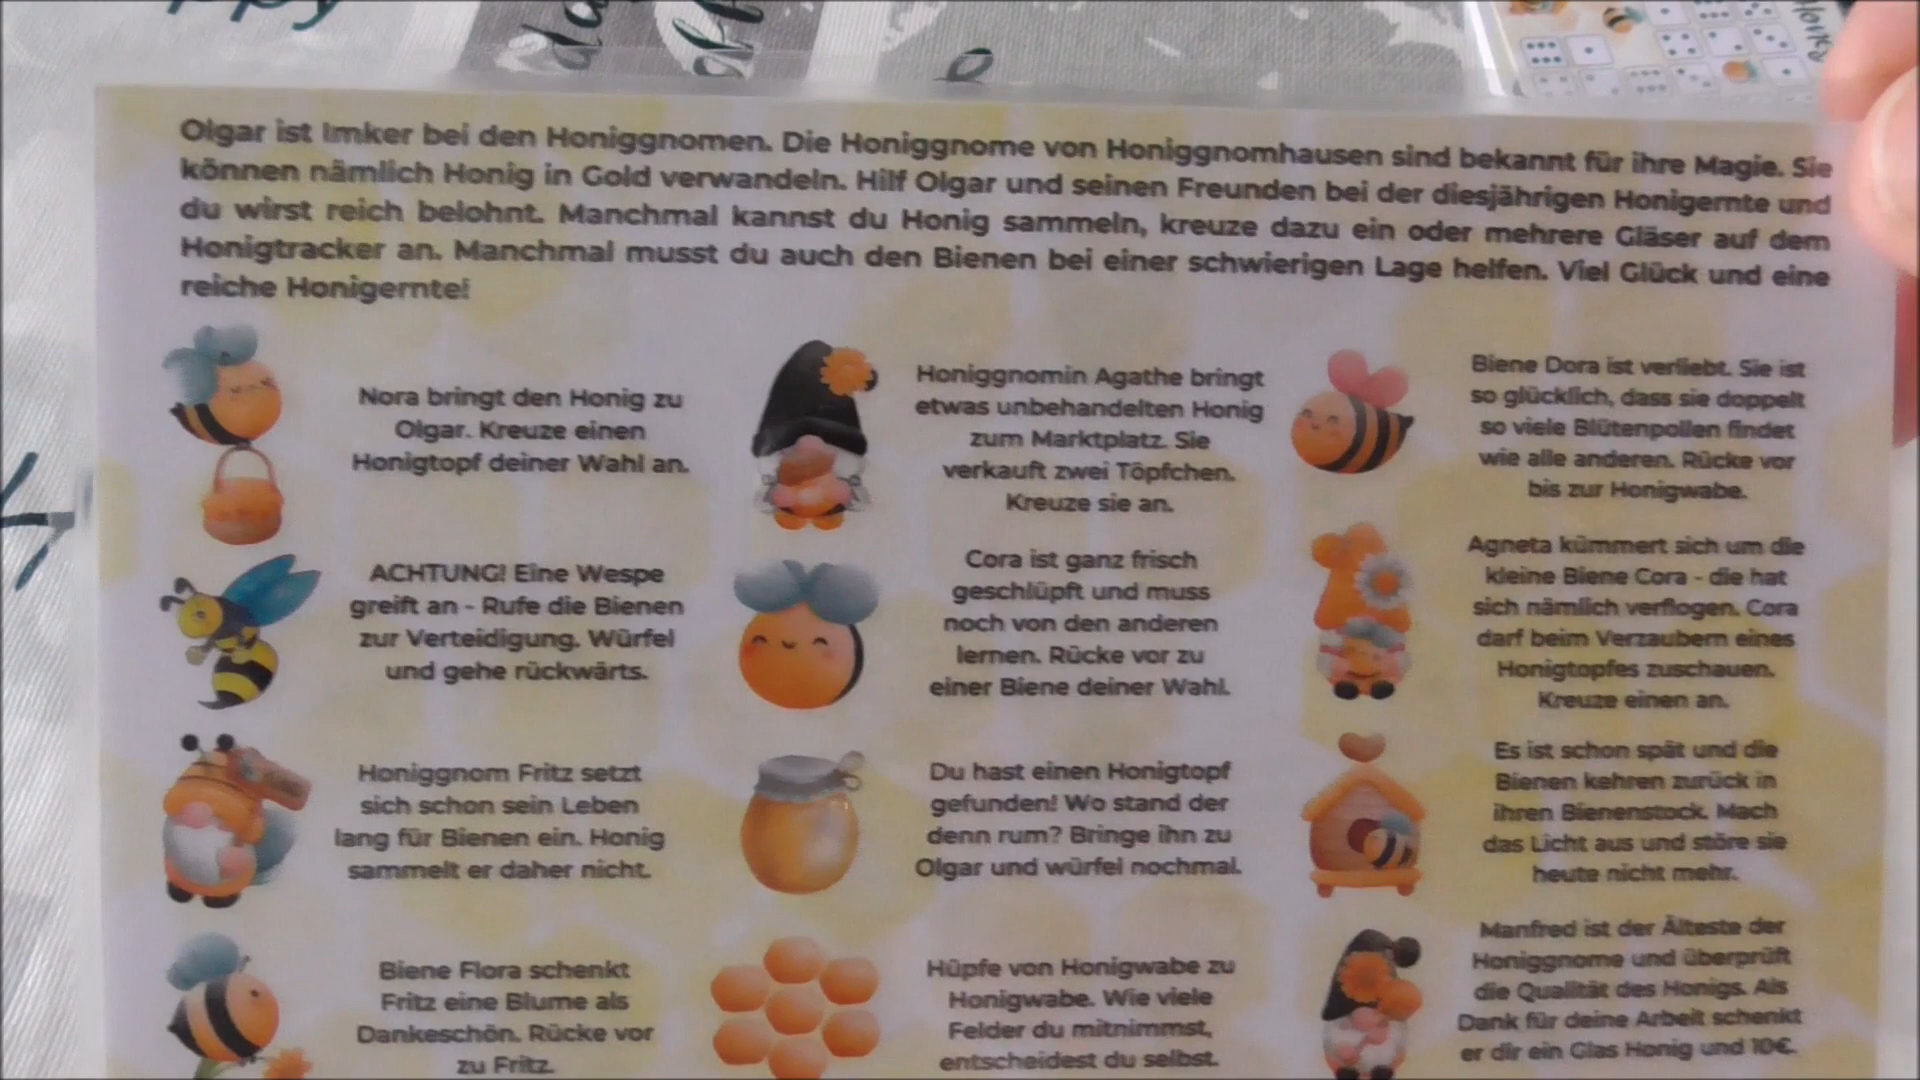 Olgar ist Imker bei den Honiggnomen. Die Honiggnome von Honiggnomhausen sind bekannt für ihre Magie. Sie
können nämlich Honig in Gold verwandeln. Hilf Olgar und seinen Freunden bei der diesjährigen Honigernte und
du wirst reich belohnt. Manchmal kannst du Honig sammeln, kreuze dazu ein oder mehrere Gläser auf dem
Honigtracker an. Manchmal musst du auch den Bienen bei einer schwierigen Lage helfen. Viel Glück und eine
reiche Honigernte!
Nora bringt den Honig zu
Olgar. Kreuze einen
Honigtopf deiner Wahl an.
Honiggnomin Agathe bringt
etwas unbehandelten Honig
zum Marktplatz. Sie
verkauft zwei Töpfchen.
Kreuze sie an.
Biene Dora ist verliebt. Sie ist
so glücklich, dass sie doppelt
so viele Blütenpollen findet
wie alle anderen. Rücke vor
bis zur Honigwabe.
ACHTUNG! Eine Wespe
greift an - Rufe die Bienen
zur Verteidigung. Würfel
und gehe rückwärts.
Cora ist ganz frisch
geschlüpft und muss
noch von den anderen
lernen. Rücke vor zu
einer Biene deiner Wahl.
Agneta kümmert sich um die
kleine Biene Cora - die hat
sich nämlich verflogen. Cora
darf beim Verzaubern eines
Honigtopfes zuschauen.
Kreuze einen an.
Honiggnom Fritz setzt
sich schon sein Leben
lang für Bienen ein. Honig
sammelt er daher nicht.
Du hast einen Honigtopf
gefunden! Wo stand der
denn rum? Bringe ihn zu
Olgar und würfel nochmal.
Es ist schon spät und die
Bienen kehren zurück in
ihren Bienenstock. Mach
das Licht aus und störe sie
heute nicht mehr.
Biene Flora schenkt
Fritz eine Blume als
Dankeschön. Rücke vor
zu Fritz.
Hüpfe von Honigwabe zu
Honigwabe. Wie viele
Felder du mitnimmst,
entscheidest du selbst.
Manfred ist der Älteste der
Honiggnome und überprüft
die Qualität des Honigs. Als
Dank für deine Arbeit schenkt
er dir ein Glas Honig und 10€.